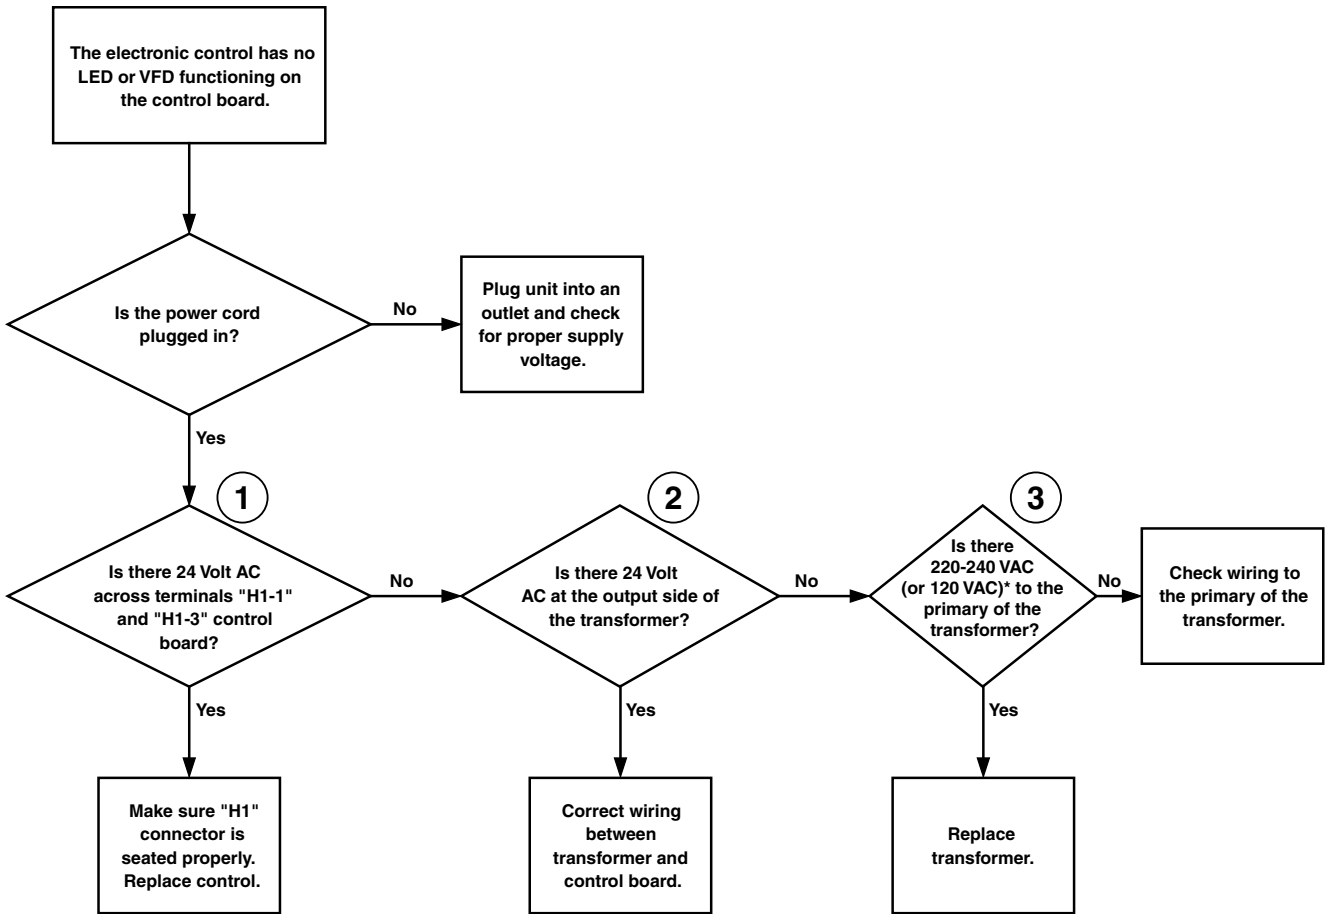 The electronic control has no
LED or VFD functioning on
the control board.
Is the power cord
plugged in?
No
Plug unit into an
outlet and check
for proper supply
voltage.
Yes
1
Is there 24 Volt AC
across terminals "H1-1"
and "H1-3" control
board?
No
2
Is there 24 Volt
AC at the output side of
the transformer?
No
3
Is there
220-240 VAC
(or 120 VAC)* to the
primary of the
transformer?
No
Check wiring to
the primary of the
transformer.
Yes
Make sure "H1"
connector is
seated properly.
Replace control.
Yes
Correct wiring
between
transformer and
control board.
Yes
Replace
transformer.